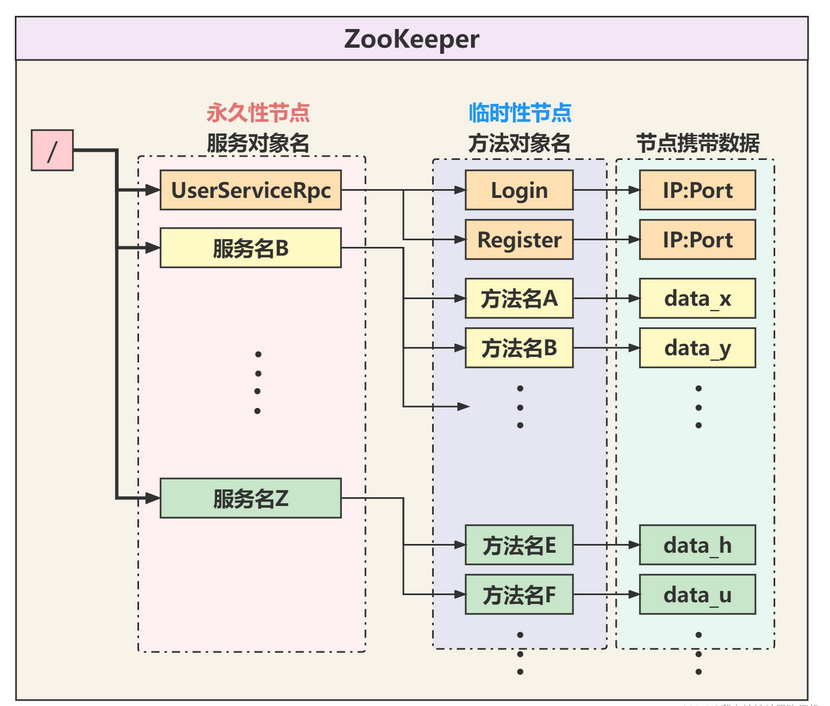 ZooKeeper
永久性节点
临时性节点
服务对象名
方法对象名
节点携带数据
/
UserServiceRpc
Login
IP:Port
Register
IP:Port
服务名B
方法名A
data_x
方法名B
data_y
服务名Z
方法名E
data_h
方法名F
data_u